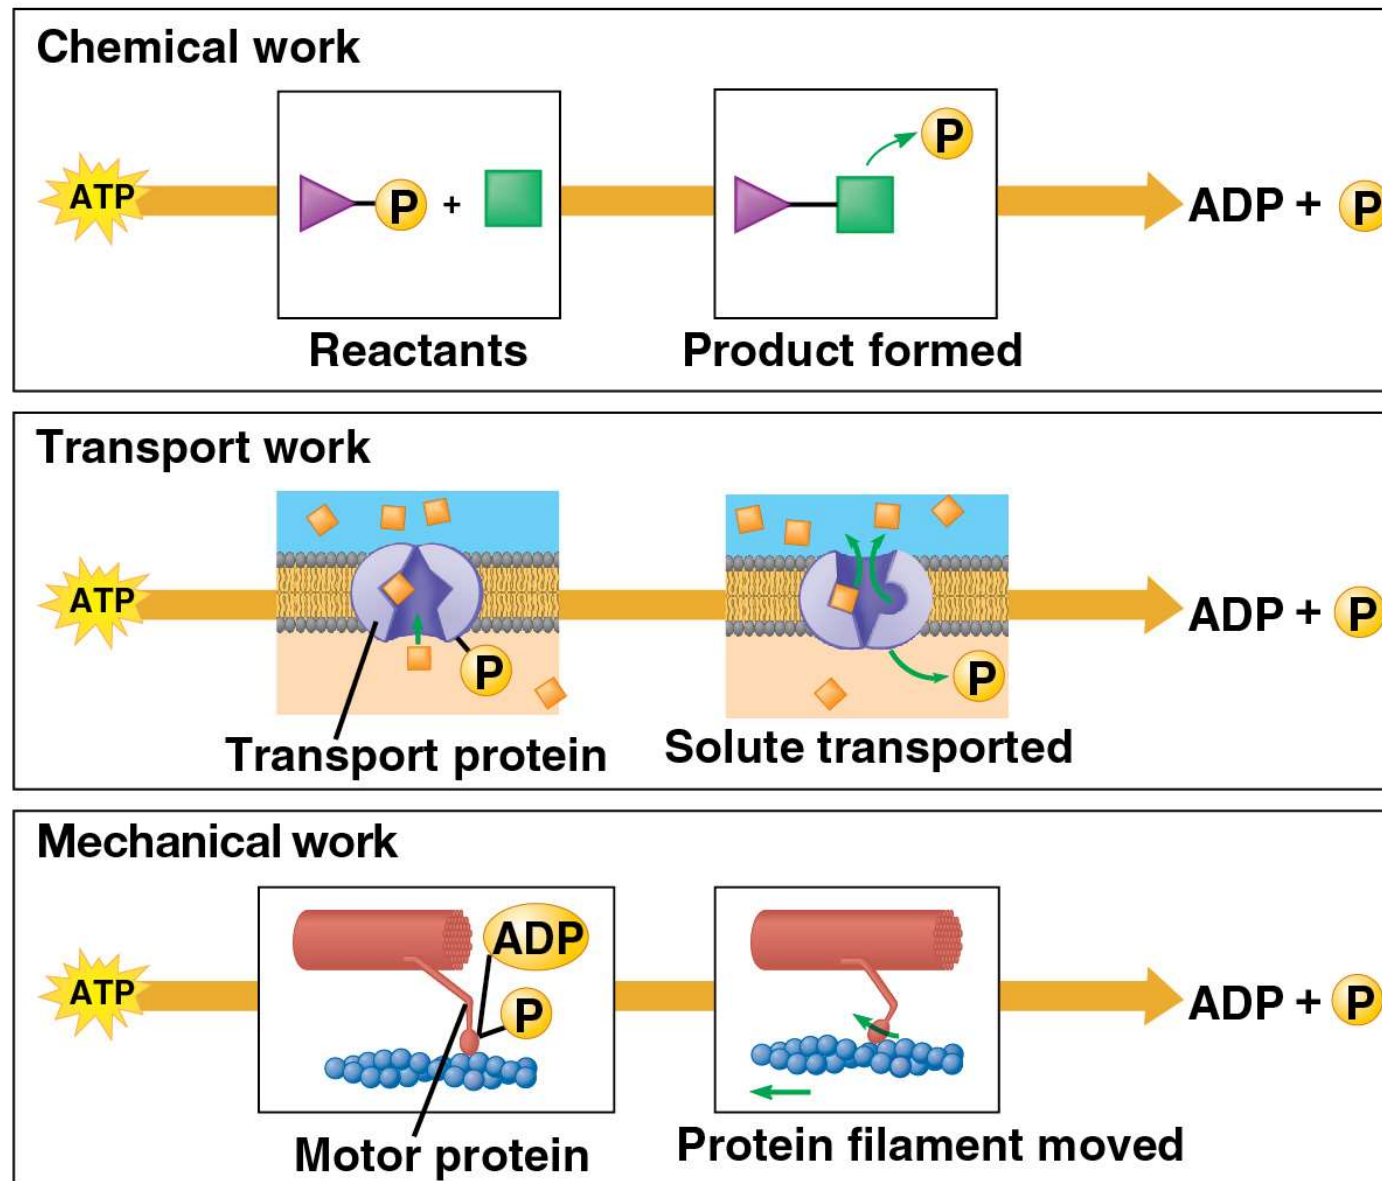 Chemical work
P
ATP
P
+
ADP + P
Reactants
Product formed
Transport work
ATP
P
P
ADP + P
Transport protein
Solute transported
Mechanical work
ADP
ATP
P
ADP + P
Motor protein
Protein filament moved